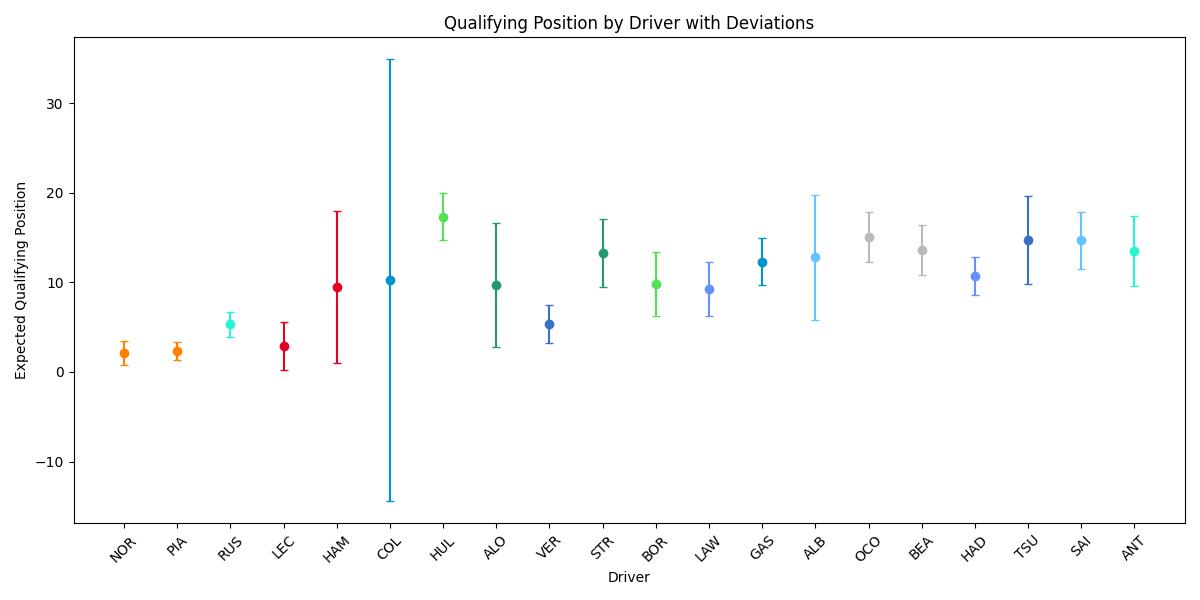 Qualifying Position by Driver with Deviations
Expected Qualifying Position
30
20
10
0
−10
NOR PIA RUS LEC HAM COL HUL ALO VER STR BOR LAW GAS ALB OCO BEA HAD TSU SAI ANT
Driver